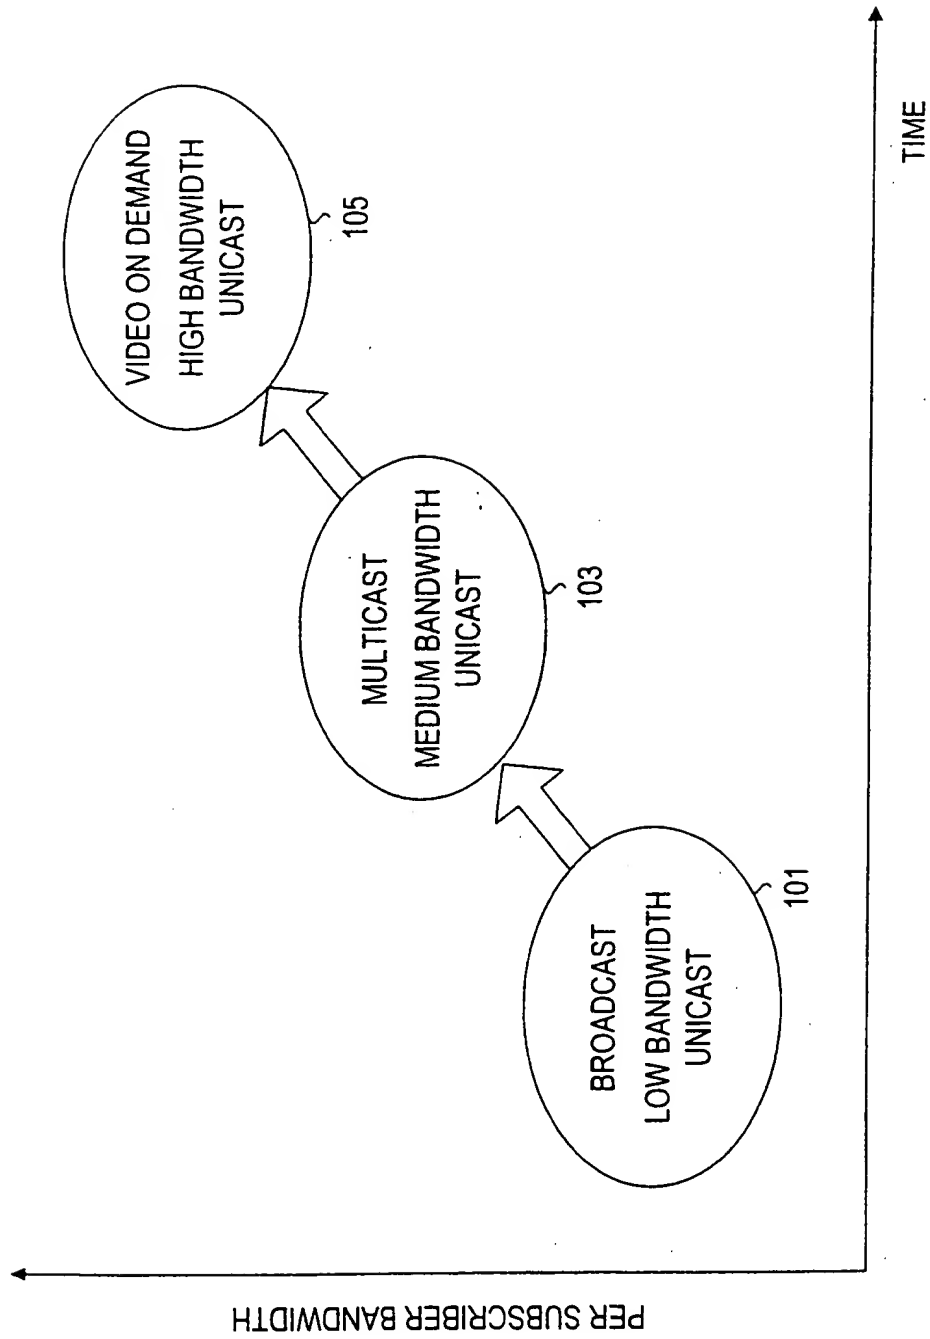 PER SUBSCRIBER BANDWIDTH
VIDEO ON DEMAND
HIGH BANDWIDTH
UNICAST
105
MULTICAST
MEDIUM BANDWIDTH
UNICAST
103
BROADCAST
LOW BANDWIDTH
UNICAST
101
TIME